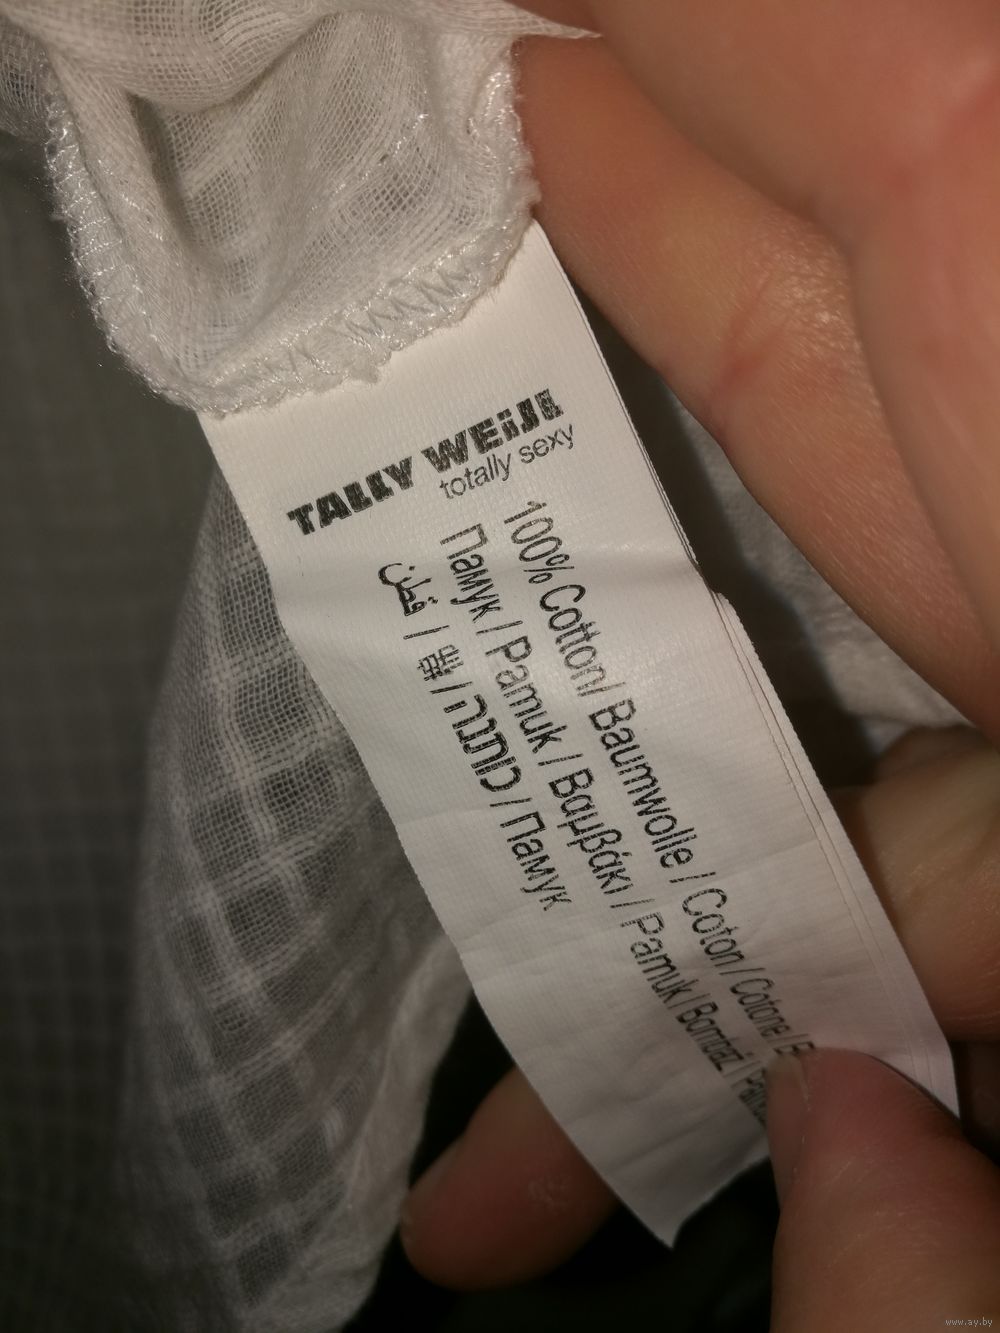 TALLY WEiJL
totally sexy
100% Cotton/ Baumwolle / Coton / Cotone /
Памук / Pamuk / Βαμβάκι / Pamuk / Bombaž /
قطن / 棉 / כותנה / Памук
www.ay.by